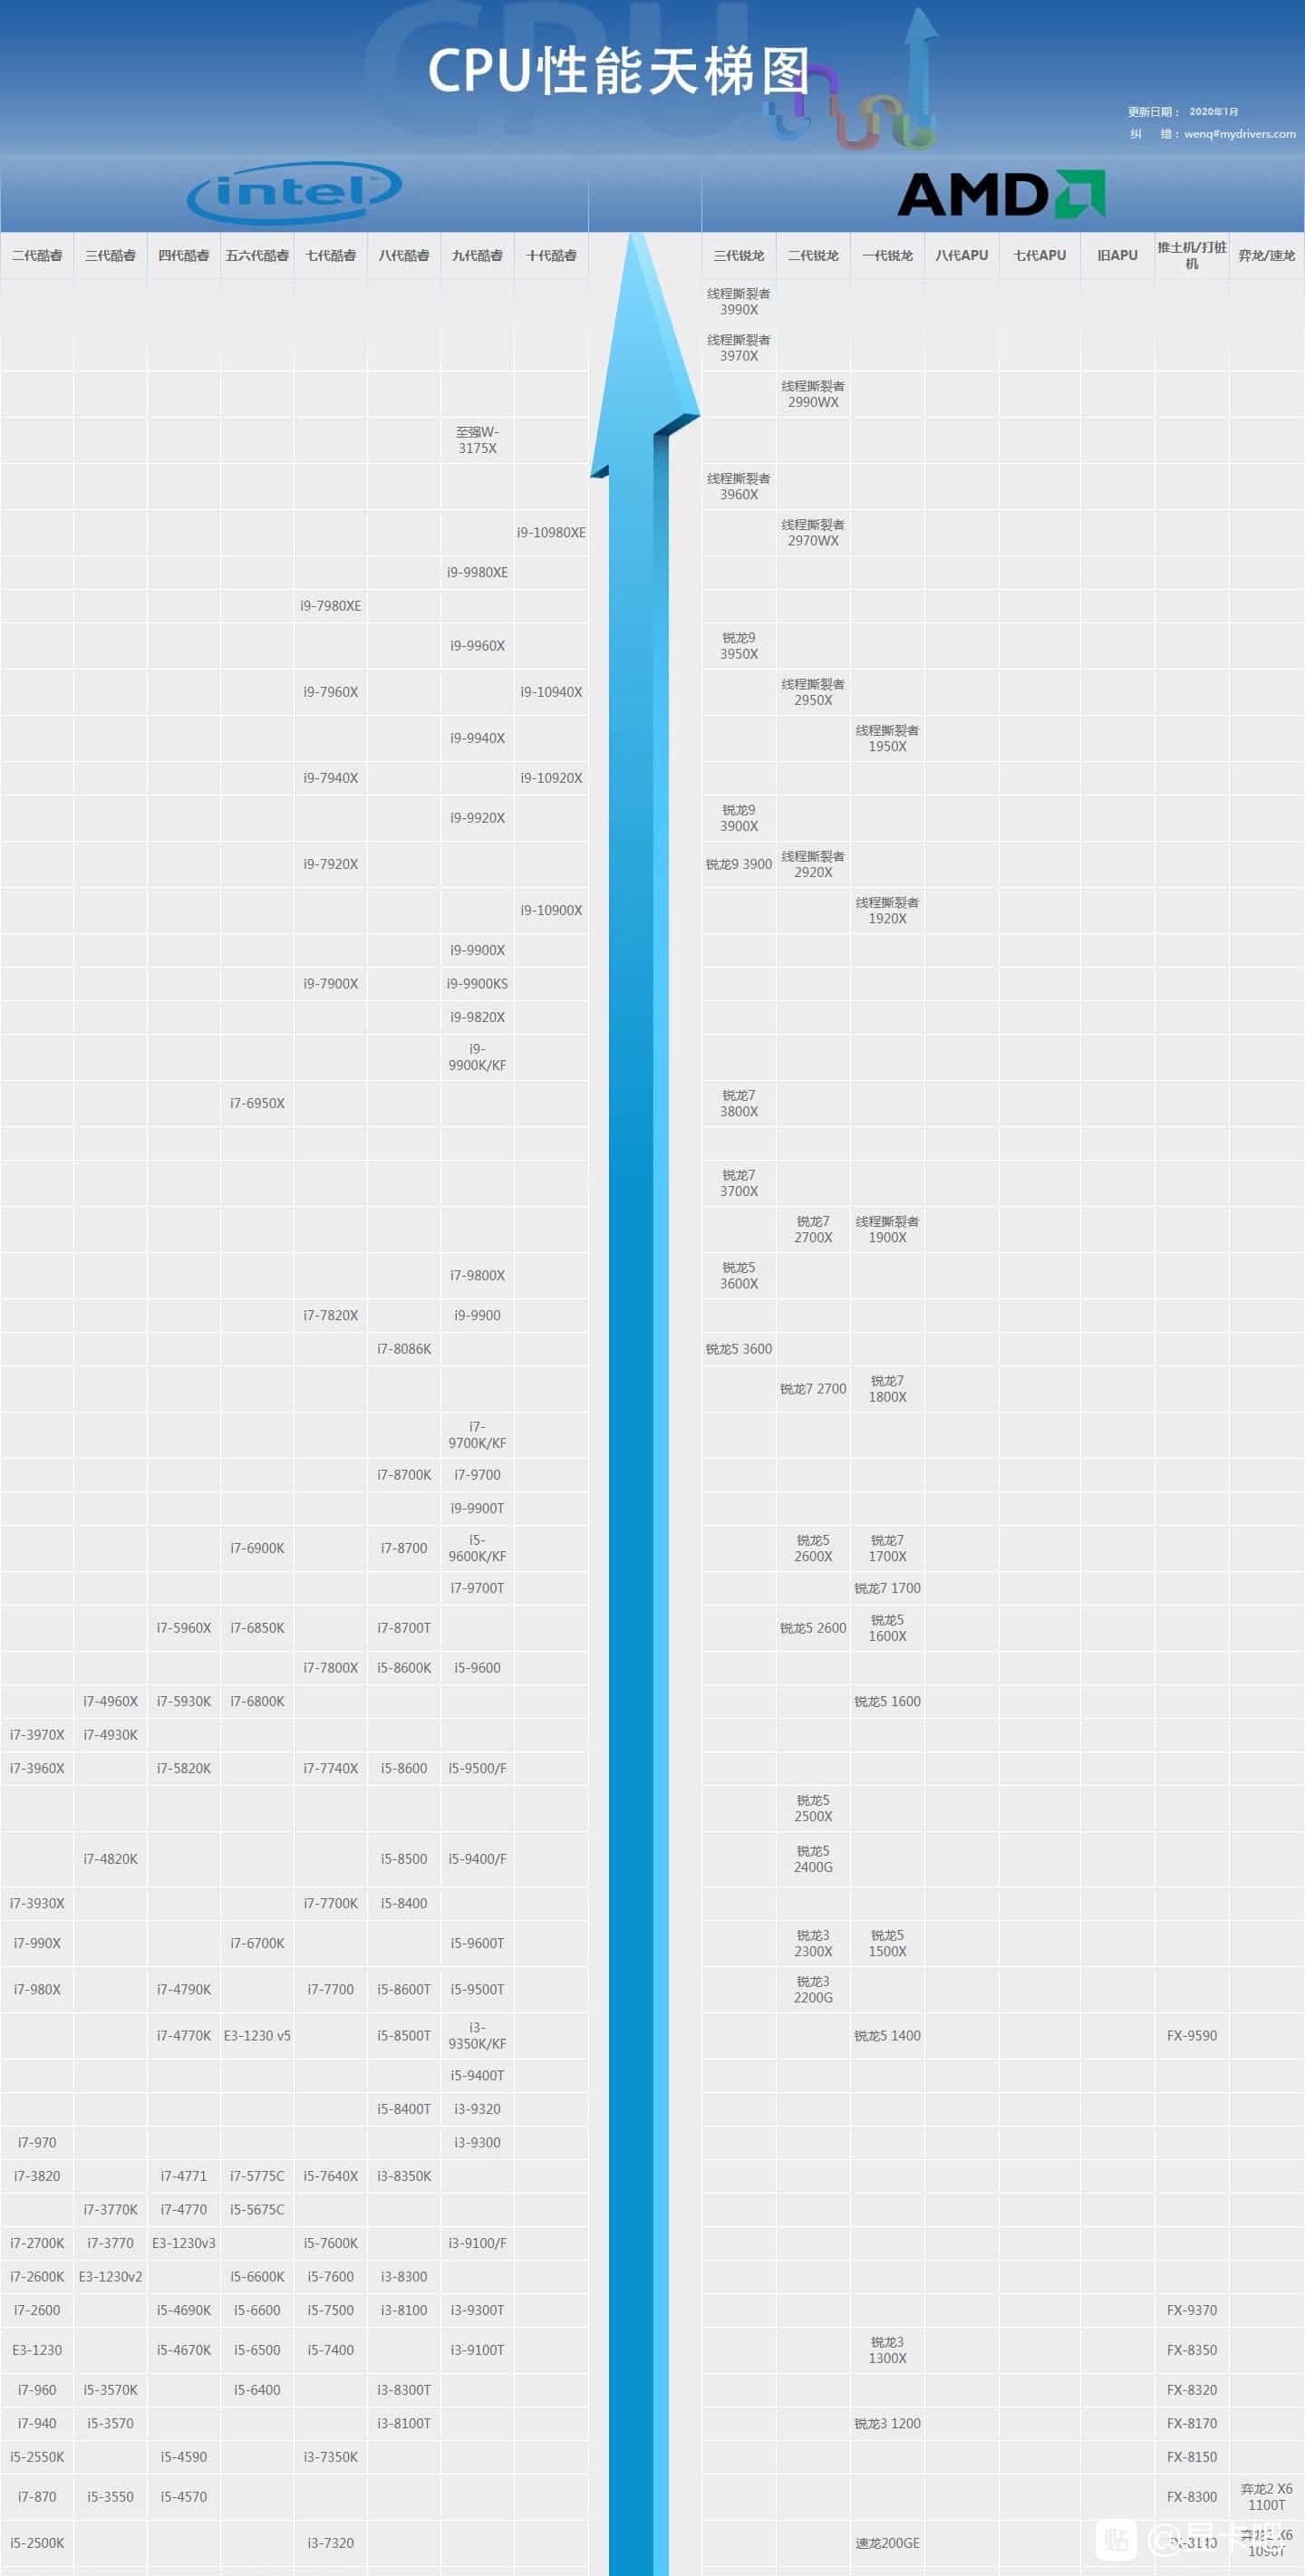 CPU性能天梯图
更新日期： 2020年1月
纠 错：wenq#mydrivers.com
intel
AMD
二代酷睿 三代酷睿 四代酷睿 五六代酷睿 七代酷睿 八代酷睿 九代酷睿 十代酷睿 三代锐龙 二代锐龙 一代锐龙 八代APU 七代APU 旧APU 推土机/打桩
机 弈龙/速龙
线程撕裂者
3990X
线程撕裂者
3970X
线程撕裂者
2990WX
至强W-
3175X
线程撕裂者
3960X
i9-10980XE 线程撕裂者
2970WX
i9-9980XE
i9-7980XE
i9-9960X 锐龙9
3950X
i9-7960X i9-10940X 线程撕裂者
2950X
i9-9940X 线程撕裂者
1950X
i9-7940X i9-10920X
i9-9920X 锐龙9
3900X
i9-7920X 锐龙9 3900 线程撕裂者
2920X
i9-10900X 线程撕裂者
1920X
i9-9900X
i9-7900X i9-9900KS
i9-9820X
i9-
9900K/KF
i7-6950X 锐龙7
3800X
锐龙7
3700X
锐龙7 线程撕裂者
2700X 1900X
i7-9800X 锐龙5
3600X
i7-7820X i9-9900
i7-8086K 锐龙5 3600
锐龙7 2700 锐龙7
1800X
i7-
9700K/KF
i7-8700K i7-9700
i9-9900T
i7-6900K i7-8700 i5-
9600K/KF 锐龙5
2600X 锐龙7
1700X
i7-9700T 锐龙7 1700
i7-5960X i7-6850K i7-8700T 锐龙5 2600 锐龙5
1600X
i7-7800X i5-8600K i5-9600
i7-4960X i7-5930K i7-6800K 锐龙5 1600
i7-3970X i7-4930K
i7-3960X i7-5820K i7-7740X i5-8600 i5-9500/F
锐龙5
2500X
i7-4820K i5-8500 i5-9400/F 锐龙5
2400G
i7-3930X i7-7700K i5-8400
i7-990X i7-6700K i5-9600T 锐龙3
2300X 锐龙5
1500X
i7-980X i7-4790K i7-7700 i5-8600T i5-9500T 锐龙3
2200G
i7-4770K E3-1230 v5 i5-8500T i3-
9350K/KF 锐龙5 1400 FX-9590
i5-9400T
i5-8400T i3-9320
i7-970 i3-9300
i7-3820 i7-4771 i7-5775C i5-7640X i3-8350K
i7-3770K i7-4770 i5-5675C
i7-2700K i7-3770 E3-1230v3 i5-7600K i3-9100/F
i7-2600K E3-1230v2 i5-6600K i5-7600 i3-8300
i7-2600 i5-4690K i5-6600 i5-7500 i3-8100 i3-9300T FX-9370
E3-1230 i5-4670K i5-6500 i5-7400 i3-9100T 锐龙3
1300X FX-8350
i7-960 i5-3570K i5-6400 i3-8300T FX-8320
i7-940 i5-3570 i3-8100T 锐龙3 1200 FX-8170
i5-2550K i5-4590 i3-7350K FX-8150
i7-870 i5-3550 i5-4570 FX-8300 弈龙2 X6
1100T
i5-2500K i3-7320 速龙200GE FX-8140
1090T
贴 @显卡吧